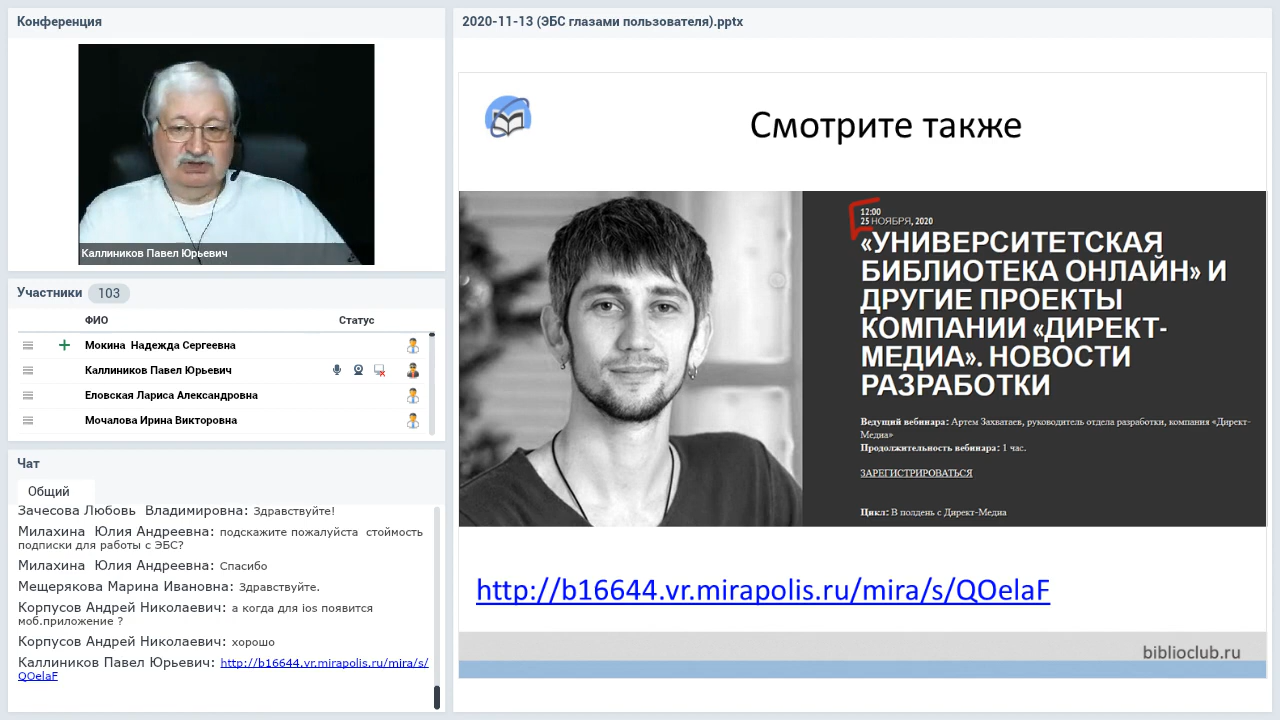 Конференция
Каллиников Павел Юрьевич
Участники 103
ФИО Статус
Мокина Надежда Сергеевна
Каллиников Павел Юрьевич
Еловская Лариса Александровна
Мочалова Ирина Викторовна
Чат
Общий
Зачесова Любовь Владимировна: Здравствуйте!
Милахина Юлия Андреевна: подскажите пожалуйста стоимость
подписки для работы с ЭБС?
Милахина Юлия Андреевна: Спасибо
Мещерякова Марина Ивановна: Здравствуйте.
Корпусов Андрей Николаевич: а когда для ios появится
моб.приложение ?
Корпусов Андрей Николаевич: хорошо
Каллиников Павел Юрьевич: http://b16644.vr.mirapolis.ru/mira/s/
QOelaF
2020-11-13 (ЭБС глазами пользователя).pptx
Смотрите также
12:00
25 НОЯБРЯ, 2020
«УНИВЕРСИТЕТСКАЯ
БИБЛИОТЕКА ОНЛАЙН» И
ДРУГИЕ ПРОЕКТЫ
КОМПАНИИ «ДИРЕКТ-
МЕДИА». НОВОСТИ
РАЗРАБОТКИ
Ведущий вебинара: Артем Захватаев, руководитель отдела разработки, компания «Директ-
Медиа»
Продолжительность вебинара: 1 час.
ЗАРЕГИСТРИРОВАТЬСЯ
Цикл: В полдень с Директ-Медиа
http://b16644.vr.mirapolis.ru/mira/s/QOelaF
biblioclub.ru